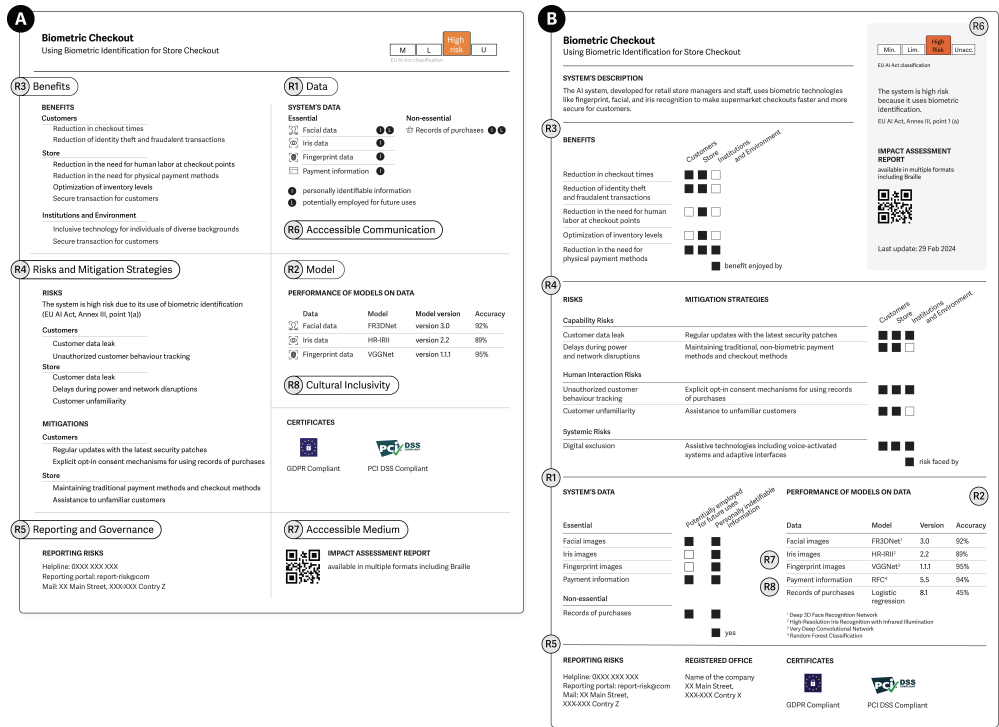 A
Biometric Checkout
Using Biometric Identification for Store Checkout
M L High risk U
EU AI Act classification
R3 Benefits
BENEFITS
Customers
Reduction in checkout times
Reduction of identity theft and fraudalent transactions
Store
Reduction in the need for human labor at checkout points
Reduction in the need for physical payment methods
Optimization of inventory levels
Secure transaction for customers
Institutions and Environment
Inclusive technology for individuals of diverse backgrounds
Secure transaction for customers
R1 Data
SYSTEM'S DATA
Essential Non-essential
Facial data I L Records of purchases I L
Iris data I
Fingerprint data I
Payment information I
I personally identifiable information
L potentially employed for future uses
R6 Acccessible Communication
R4 Risks and Mitigation Strategies
RISKS
The system is high risk due to its use of biometric identification
(EU AI Act, Annex III, point 1(a))
Customers
Customer data leak
Unauthorized customer behaviour tracking
Store
Customer data leak
Delays during power and network disruptions
Customer unfamiliarity
MITIGATIONS
Customers
Regular updates with the latest security patches
Explicit opt-in consent mechanisms for using records of purchases
Store
Maintaining traditional payment methods and checkout methods
Assistance to unfamiliar customers
R2 Model
PERFORMANCE OF MODELS ON DATA
Data Model Model version Accuracy
Facial data FR3DNet version 3.0 92%
Iris data HR-IRII version 2.2 89%
Fingerprint data VGGNet version 1.1.1 95%
R8 Cultural Inclusivity
CERTIFICATES
PCI DSS COMPLIANT
GDPR Compliant PCI DSS Compliant
R5 Reporting and Governance
REPORTING RISKS
Helpline: 0XXX XXX XXX
Reporting portal: report-risk@com
Mail: XX Main Street, XXX-XXX Contry Z
R7 Acccessible Medium
IMPACT ASSESSMENT REPORT
available in multiple formats including Braille
B
Biometric Checkout
Using Biometric Identification for Store Checkout
R6
Min. Lim. High Risk Unacc.
EU AI Act classification
The system is high risk
because it uses biometric
identification.
EU AI Act, Annex III, point 1 (a)
IMPACT ASSESSMENT
REPORT
available in multiple formats
including Braille
Last update: 29 Feb 2024
SYSTEM'S DESCRIPTION
The AI system, developed for retail store managers and staff, uses biometric technologies
like fingerprint, facial, and iris recognition to make supermarket checkouts faster and more
secure for customers.
R3
BENEFITS
Customers
Store
Institutions
and Environment
Reduction in checkout times
Reduction of identity theft
and fraudalent transactions
Reduction in the need for human
labor at checkout points
Optimization of inventory levels
Reduction in the need for
physical payment methods
benefit enjoyed by
R4
RISKS MITIGATION STRATEGIES
Customers
Store
Institutions
and Environment
Capability Risks
Customer data leak Regular updates with the latest security patches
Delays during power Maintaining traditional, non-biometric payment
and network disruptions methods and checkout methods
Human Interaction Risks
Unauthorized customer Explicit opt-in consent mechanisms for using records
behaviour tracking of purchases
Customer unfamiliarity Assistance to unfamiliar customers
Systemic Risks
Digital exclusion Assistive technologies including voice-activated
systems and adaptive interfaces
risk faced by
R1
SYSTEM'S DATA
Potentially employed
for future uses
Personally indetifiable
information
Essential
Facial images
Iris images
Fingerprint images
Payment information
Non-essential
Records of purchases
yes
R7
R8
R2
PERFORMANCE OF MODELS ON DATA
Data Model Version Accuracy
Facial images FR3DNet¹ 3.0 92%
Iris images HR-IRII² 2.2 89%
Fingerprint images VGGNet³ 1.1.1 95%
Payment information RFC⁴ 5.5 94%
Records of purchases Logistic 8.1 45%
regression
¹ Deep 3D Face Recognition Network
² High-Resolution Iris Recognition with Infrared Illumination
³ Very Deep Convolutional Network
⁴ Random Forest Classification
R5
REPORTING RISKS
Helpline: 0XXX XXX XXX
Reporting portal: report-risk@com
Mail: XX Main Street,
XXX-XXX Contry Z
REGISTERED OFFICE
Name of the company
XX Main Street,
XXX-XXX Contry X
CERTIFICATES
PCI DSS COMPLIANT
GDPR Compliant PCI DSS Compliant